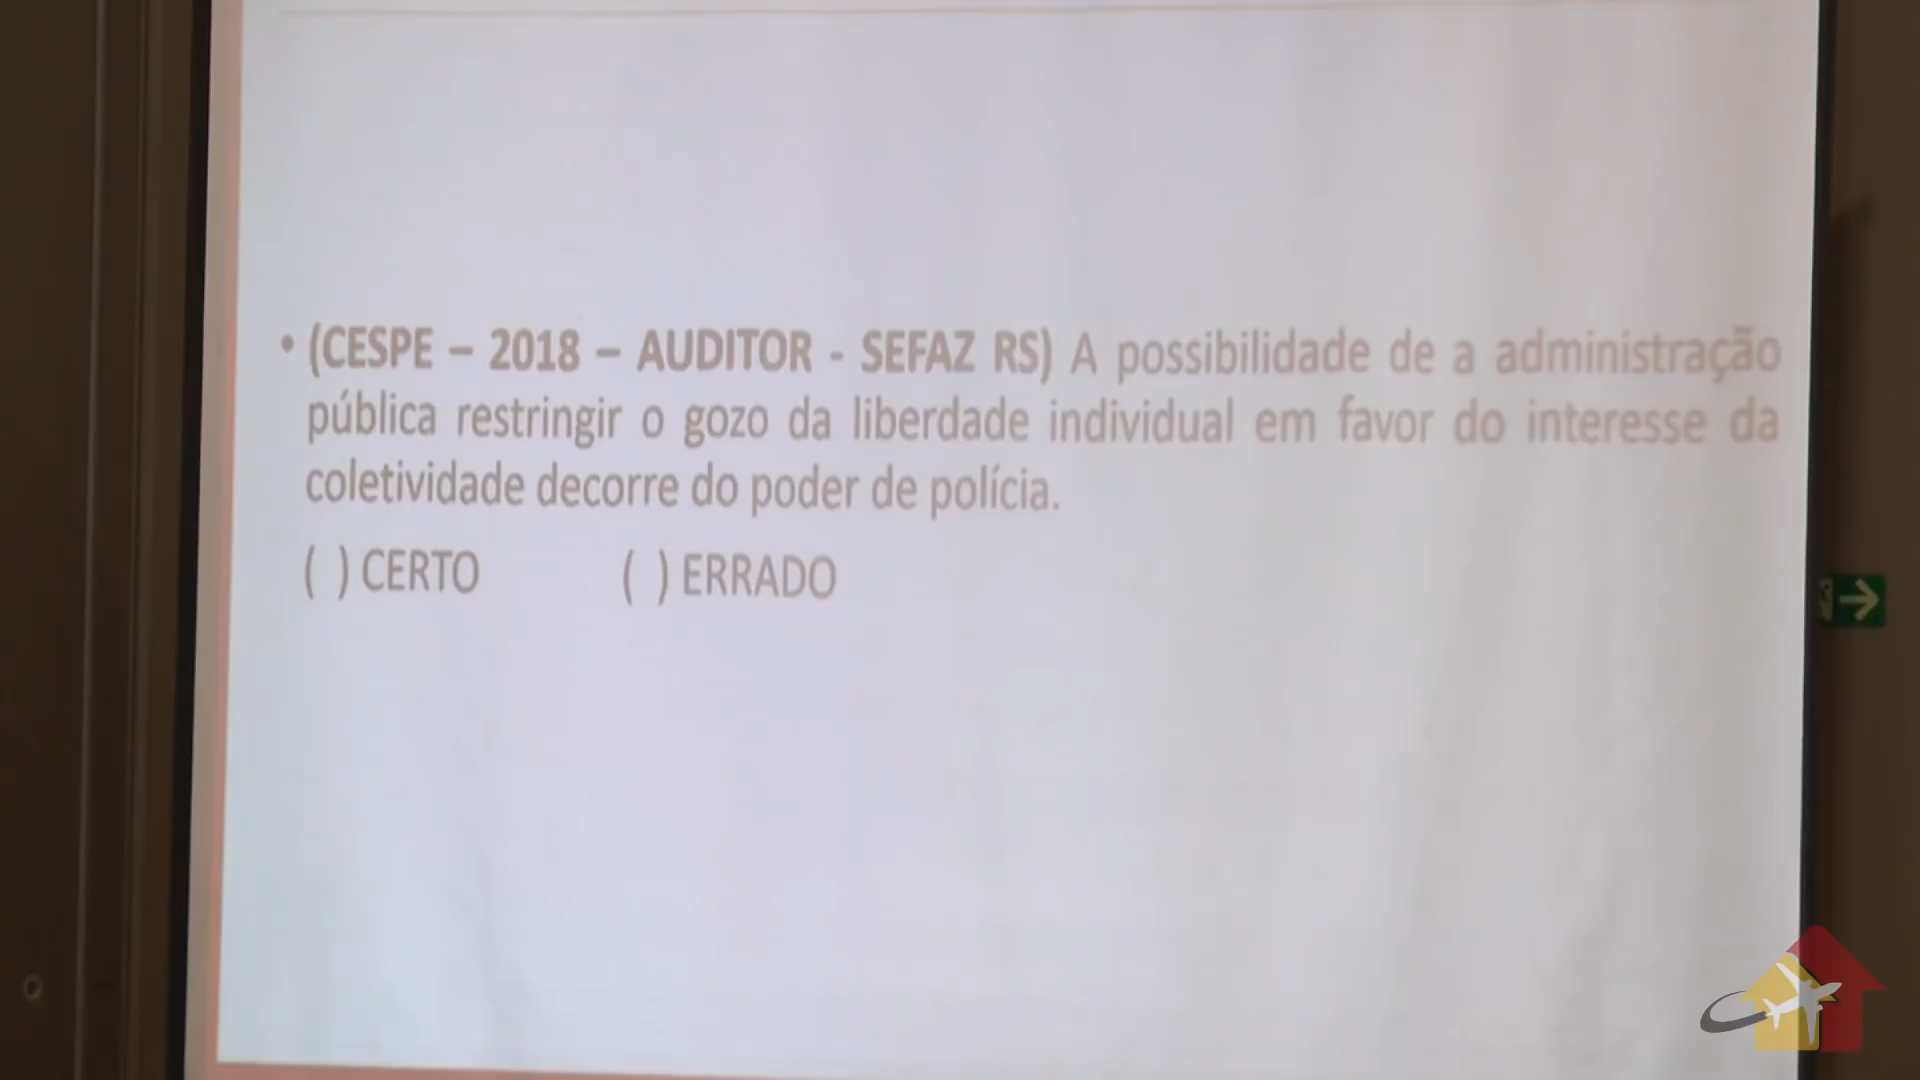 • (CESPE – 2018 – AUDITOR - SEFAZ RS) A possibilidade de a administração
pública restringir o gozo da liberdade individual em favor do interesse da
coletividade decorre do poder de polícia.
( ) CERTO ( ) ERRADO